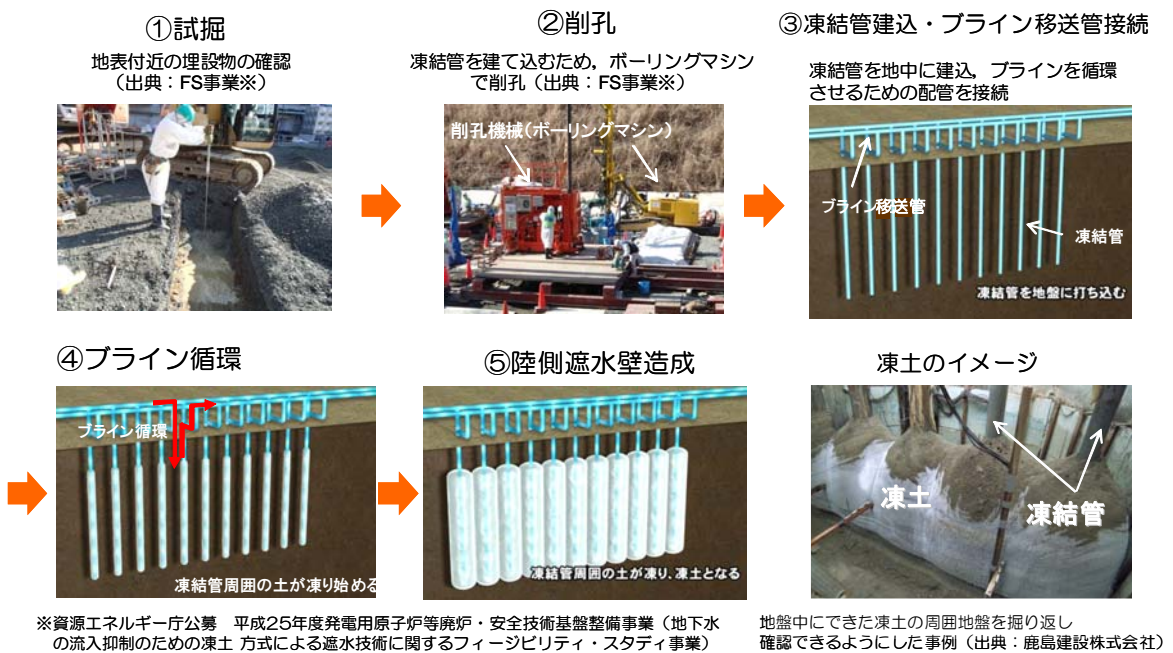 ①試掘
地表付近の埋設物の確認
（出典：FS事業※）
②削孔
凍結管を建て込むため，ボーリングマシン
で削孔（出典：FS事業※）
削孔機械（ボーリングマシン）
③凍結管建込・ブライン移送管接続
凍結管を地中に建込，ブラインを循環
させるための配管を接続
ブライン移送管
凍結管
凍結管を地盤に打ち込む
④ブライン循環
ブライン循環
凍結管周囲の土が凍り始める
⑤陸側遮水壁造成
凍結管周囲の土が凍り、凍土となる
凍土のイメージ
凍土
凍結管
※資源エネルギー庁公募　平成25年度発電用原子炉等廃炉・安全技術基盤整備事業（地下水
の流入抑制のための凍土 方式による遮水技術に関するフィージビリティ・スタディ事業）
地盤中にできた凍土の周囲地盤を掘り返し
確認できるようにした事例（出典：鹿島建設株式会社）